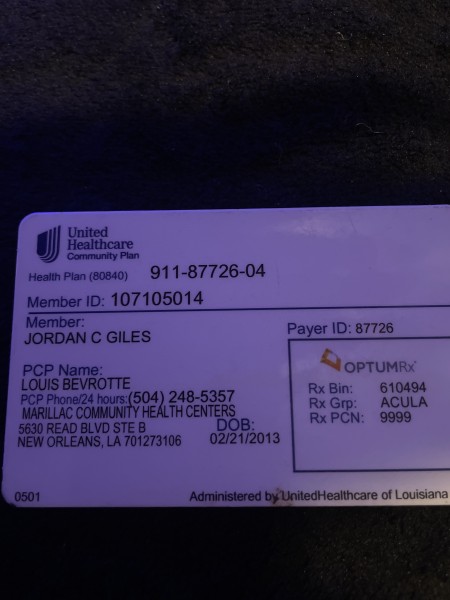 United
Healthcare
Community Plan
Health Plan (80840) 911-87726-04
Member ID: 107105014
Member:
JORDAN C GILES
Payer ID: 87726
PCP Name:
LOUIS BEVROTTE
PCP Phone/24 hours:(504) 248-5357
MARILLAC COMMUNITY HEALTH CENTERS
5630 READ BLVD STE B
NEW ORLEANS, LA 701273106
DOB:
02/21/2013
OPTUMRx
Rx Bin: 610494
Rx Grp: ACULA
Rx PCN: 9999
0501
Administered by UnitedHealthcare of Louisiana